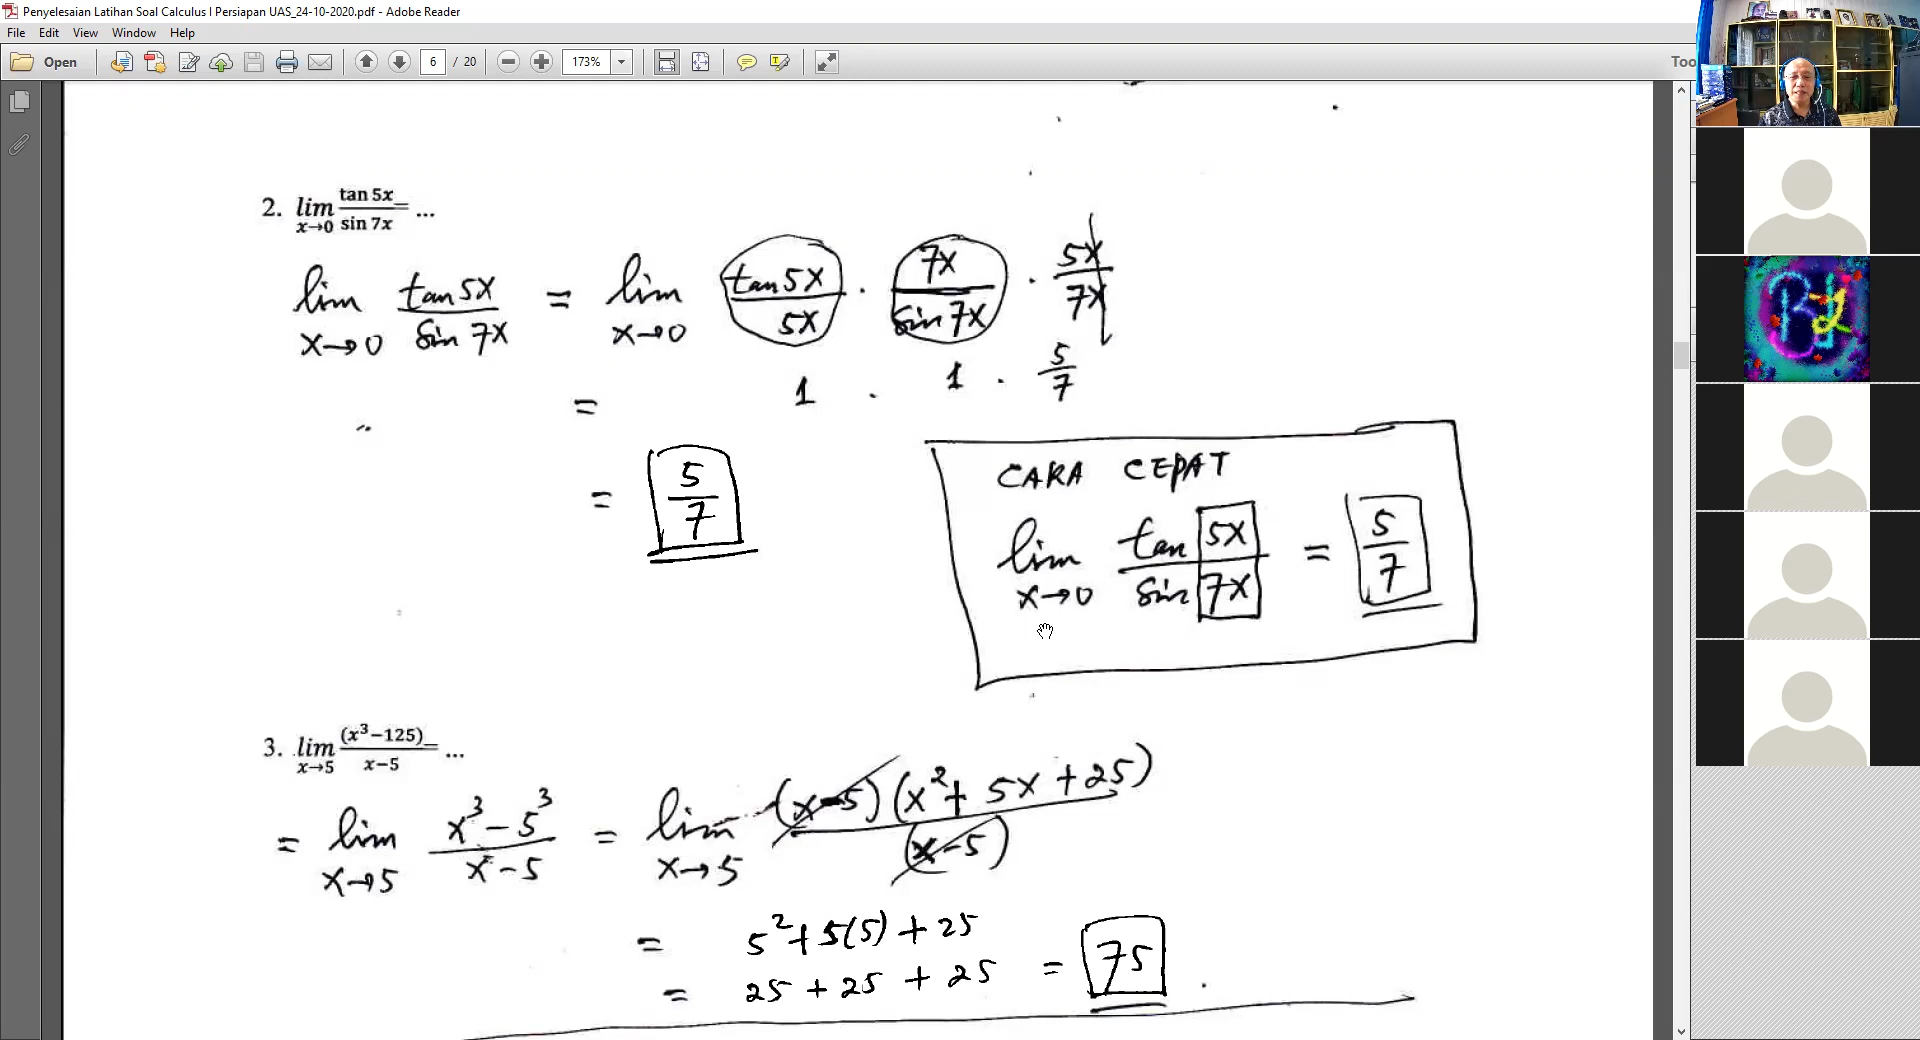 Penyelesaian Latihan Soal Calculus I Persiapan UAS_24-10-2020.pdf - Adobe Reader
File Edit View Window Help
Open 6 / 20 173% Too
2. lim x→0 tan 5x / sin 7x = ...
lim x→0 tan 5x / sin 7x = lim x→0 tan 5x / 5x · 7x / sin 7x · 5x / 7x
= 1 · 1 · 5/7
= 5/7
CARA CEPAT
lim x→0 tan 5x / sin 7x = 5/7
3. lim x→5 (x³−125) / x−5 = ...
= lim x→5 x³ − 5³ / x − 5 = lim x→5 (x−5)(x² + 5x + 25) / (x−5)
= 5² + 5(5) + 25
= 25 + 25 + 25 = 75